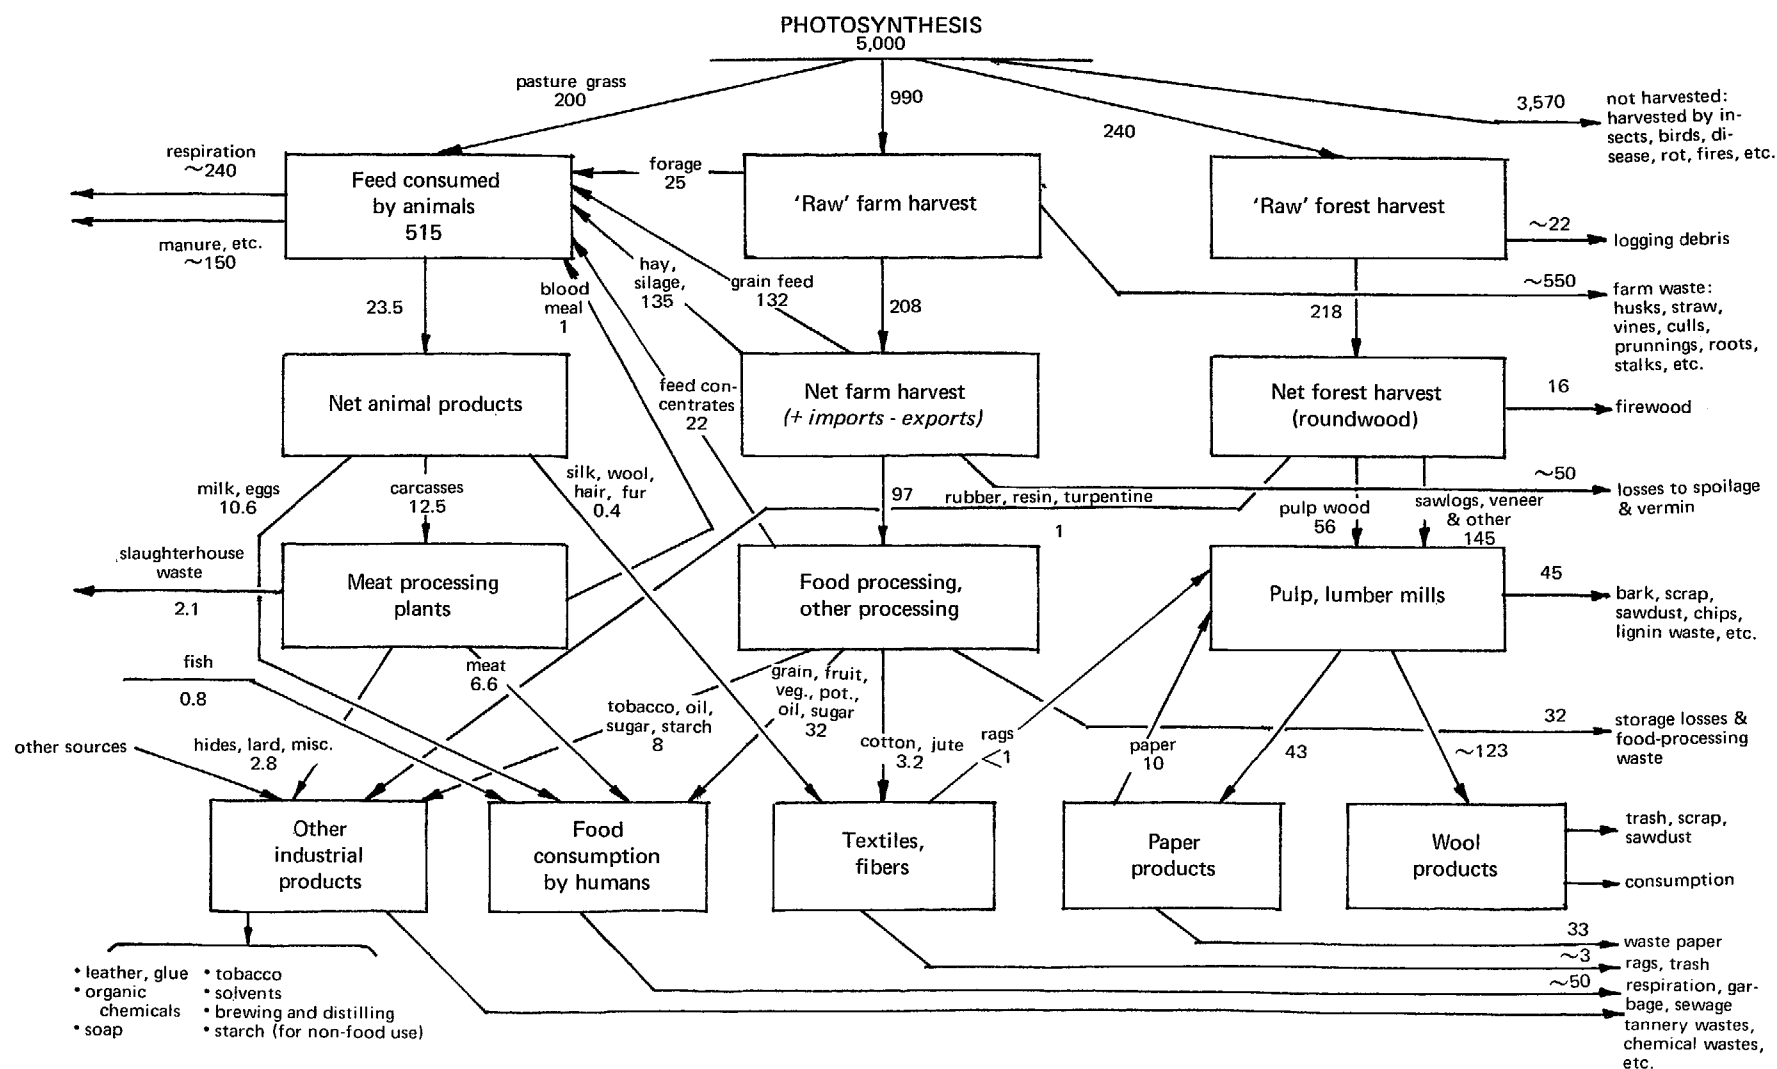 PHOTOSYNTHESIS
5,000
pasture grass
200
990
240
3,570
not harvested:
harvested by in-
sects, birds, di-
sease, rot, fires, etc.
respiration
~240
manure, etc.
~150
Feed consumed
by animals
515
forage
25
'Raw' farm harvest
'Raw' forest harvest
~22
logging debris
~550
farm waste:
husks, straw,
vines, culls,
prunnings, roots,
stalks, etc.
23.5
blood
meal
1
hay,
silage,
135
grain feed
132
208
218
Net animal products
feed con-
centrates
22
Net farm harvest
(+ imports - exports)
Net forest harvest
(roundwood)
16
firewood
milk, eggs
10.6
carcasses
12.5
silk, wool,
hair, fur
0.4
97
rubber, resin, turpentine
1
pulp wood
56
sawlogs, veneer
& other
145
~50
losses to spoilage
& vermin
slaughterhouse
waste
2.1
Meat processing
plants
Food processing,
other processing
Pulp, lumber mills
45
bark, scrap,
sawdust, chips,
lignin waste, etc.
fish
0.8
meat
6.6
grain, fruit,
veg., pot.,
oil, sugar
32
tobacco, oil,
sugar, starch
8
other sources
hides, lard, misc.
2.8
cotton, jute
3.2
rags
<1
paper
10
43
~123
32
storage losses &
food-processing
waste
Other
industrial
products
Food
consumption
by humans
Textiles,
fibers
Paper
products
Wool
products
trash, scrap,
sawdust
consumption
33
waste paper
~3
rags, trash
~50
respiration, gar-
bage, sewage
tannery wastes,
chemical wastes,
etc.
• leather, glue
• organic
chemicals
• soap
• tobacco
• solvents
• brewing and distilling
• starch (for non-food use)